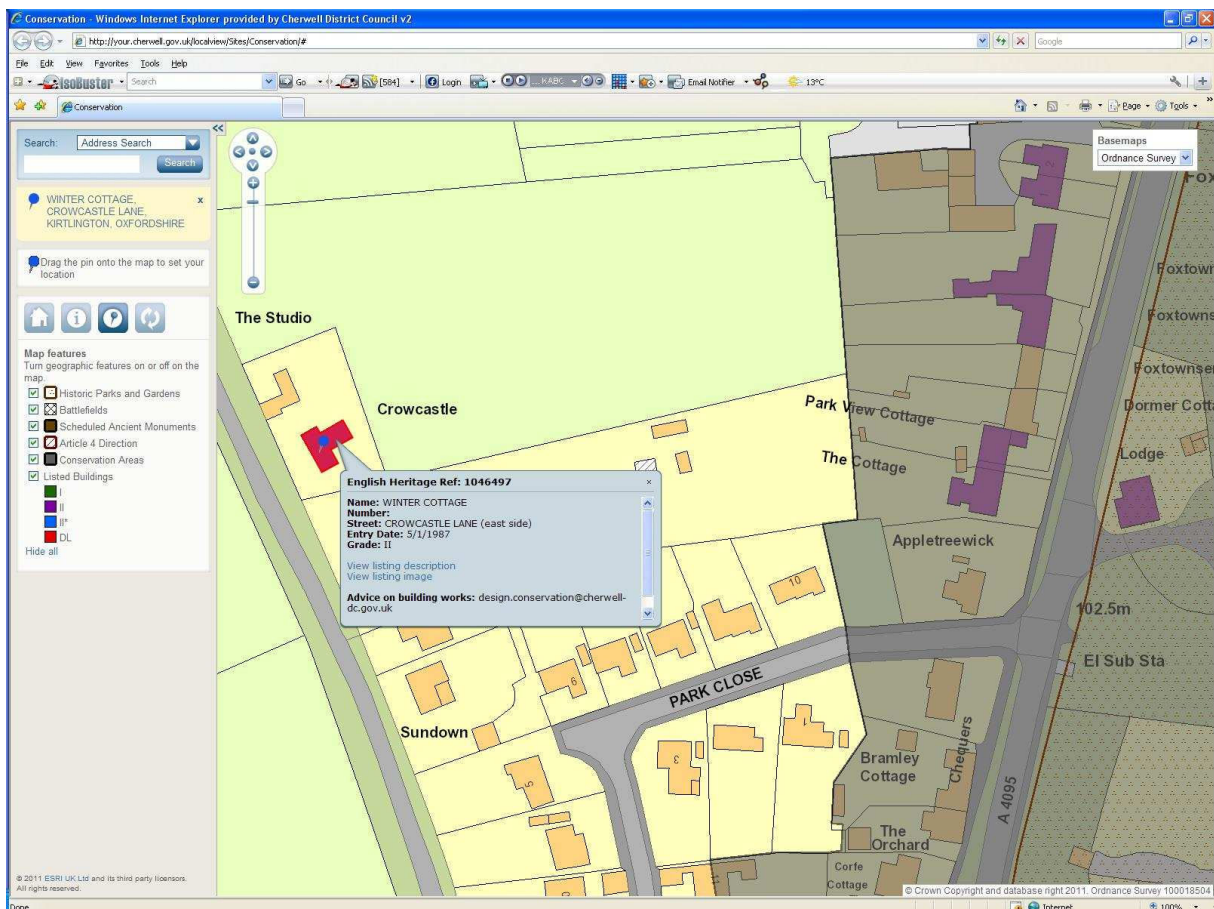 Conservation - Windows Internet Explorer provided by Cherwell District Council v2
http://your.cherwell.gov.uk/localview/Sites/Conservation/#
Google
File Edit View Favorites Tools Help
IsoBuster
Search
Go
[584]
Login
KABC
Email Notifier
13°C
Conservation
Page
Tools
Search:
Address Search
Search
WINTER COTTAGE,
CROWCASTLE LANE,
KIRTLINGTON, OXFORDSHIRE
x
Drag the pin onto the map to set your
location
Map features
Turn geographic features on or off on the
map.
Historic Parks and Gardens
Battlefields
Scheduled Ancient Monuments
Article 4 Direction
Conservation Areas
Listed Buildings
I
II
II*
DL
Hide all
© 2011 ESRI UK Ltd and its third party licensors.
All rights reserved.
Basemaps
Ordnance Survey
The Studio
Crowcastle
English Heritage Ref: 1046497
x
Name: WINTER COTTAGE
Number:
Street: CROWCASTLE LANE (east side)
Entry Date: 5/1/1987
Grade: II
View listing description
View listing image
Advice on building works: design.conservation@cherwell-
dc.gov.uk
Park View Cottage
The Cottage
Foxtown
Foxtowns
Foxtownse
Dormer Cotta
Lodge
Appletreewick
10
102.5m
El Sub Sta
PARK CLOSE
6
Sundown
5
3
1
Bramley
Cottage
Chequers
A 4095
The
Orchard
Corfe
Cottage
11
© Crown Copyright and database right 2011. Ordnance Survey 100018504
Done
Internet
100%